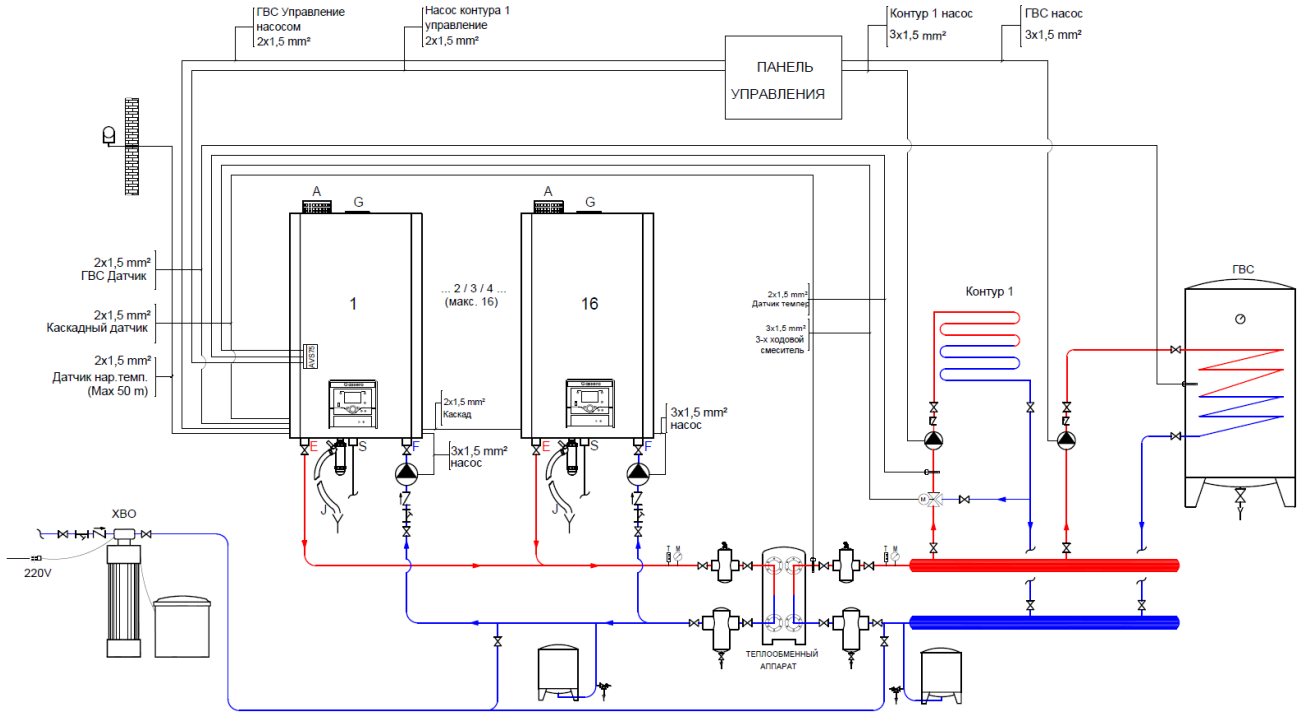 ГВС Управление
насосом
2x1,5 mm²
Насос контура 1
управление
2x1,5 mm²
Контур 1 насос
3x1,5 mm²
ГВС насос
3x1,5 mm²
ПАНЕЛЬ
УПРАВЛЕНИЯ
A
G
A
G
2x1,5 mm²
ГВС Датчик
2x1,5 mm²
Каскадный датчик
2x1,5 mm²
Датчик нар.темп.
(Max 50 m)
1
... 2 / 3 / 4 ...
(макс. 16)
16
AVS75
2x1,5 mm²
Датчик темпер
3x1,5 mm²
3-х ходовой
смеситель
Контур 1
ГВС
2x1,5 mm²
Каскад
3x1,5 mm²
насос
3x1,5 mm²
насос
E
S
F
E
S
F
J
J
M
ХВО
220V
T M
T M
ТЕПЛООБМЕННЫЙ
АППАРАТ